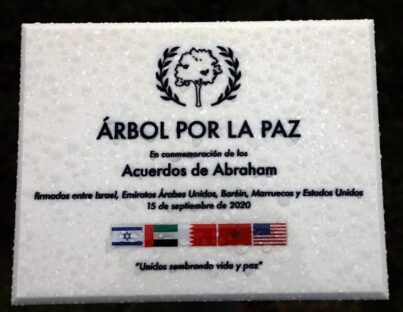 ÁRBOL POR LA PAZ
En conmemoración de los
Acuerdos de Abraham
firmados entre Israel, Emiratos Árabes Unidos, Baréin, Marruecos y Estados Unidos
15 de septiembre de 2020
"Unidos sembrando vida y paz"